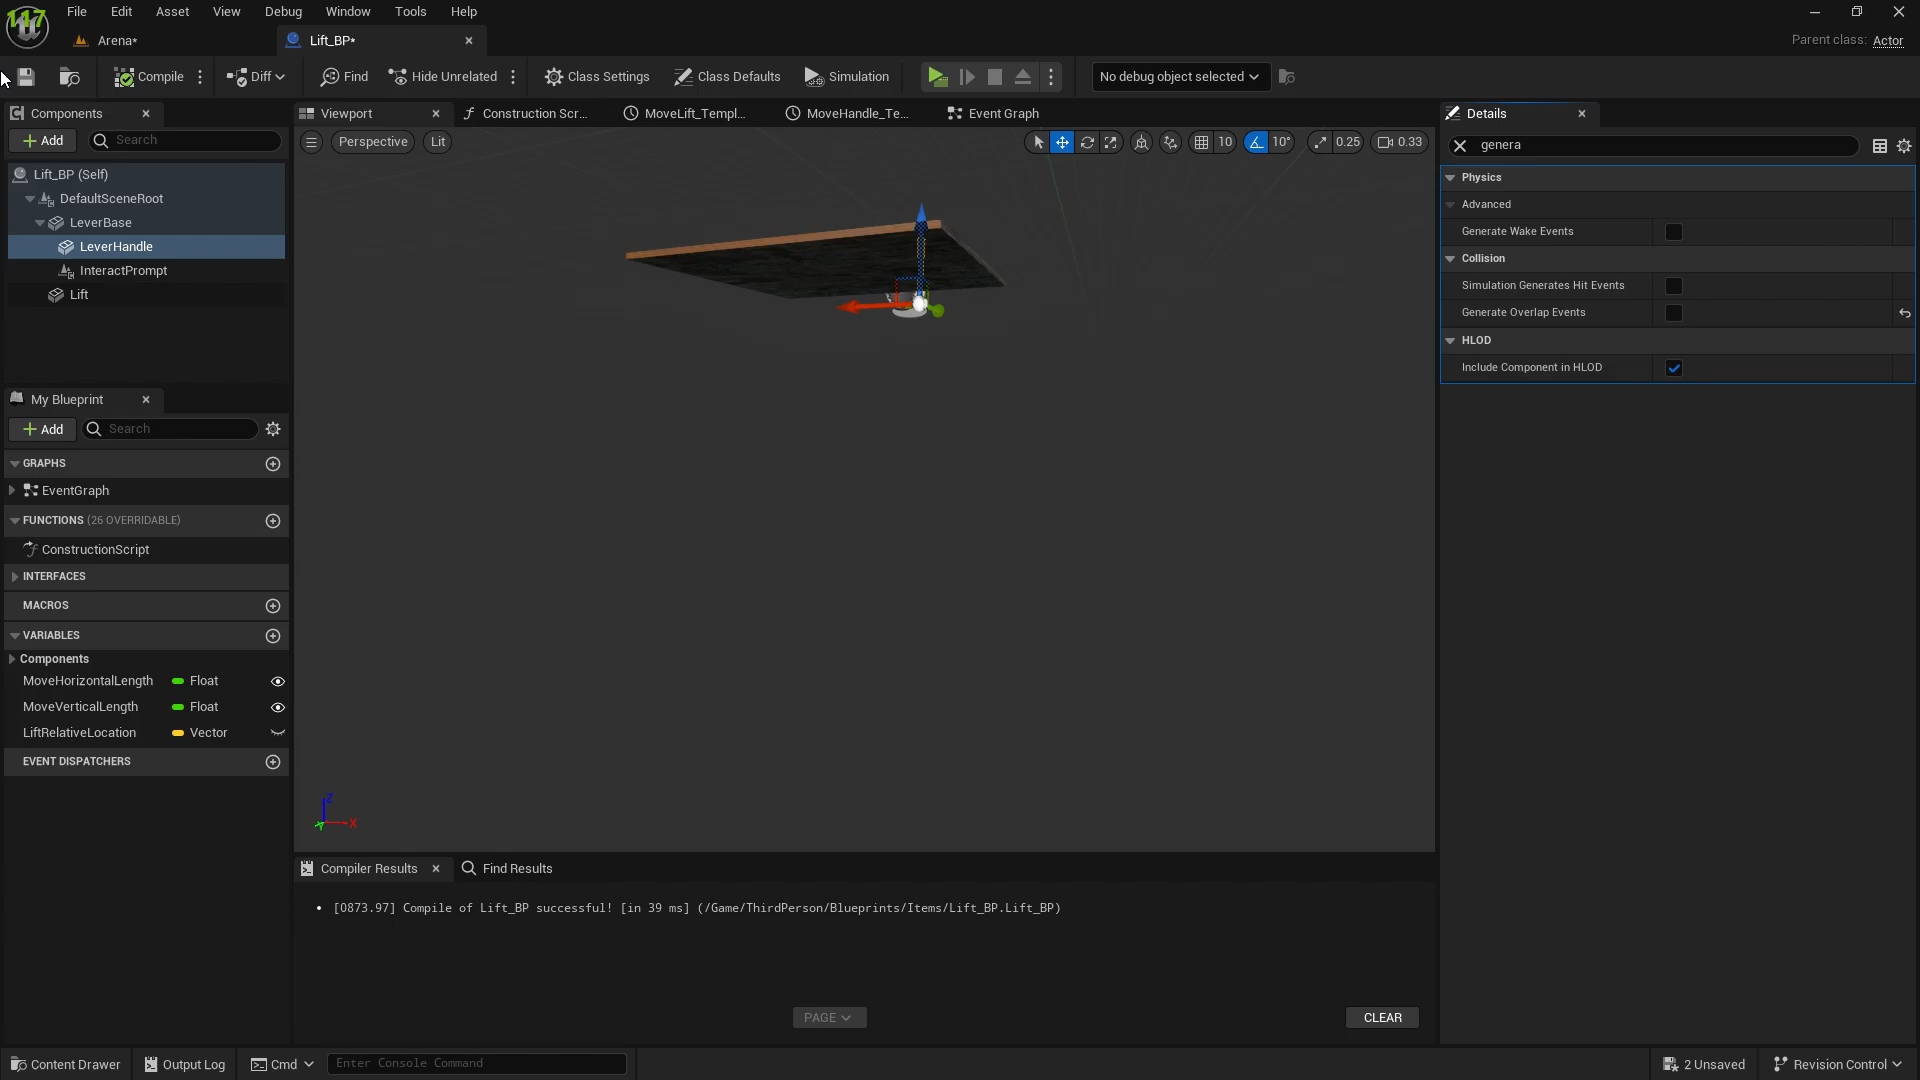 117
File Edit Asset View Debug Window Tools Help
Arena*
Lift_BP*
Parent class: Actor
Compile
Diff
Find
Hide Unrelated
Class Settings
Class Defaults
Simulation
No debug object selected
Components
Viewport
Construction Scr...
MoveLift_Templ...
MoveHandle_Te...
Event Graph
Details
Add
Search
Perspective
Lit
10
10°
0.25
0.33
genera
Lift_BP (Self)
DefaultSceneRoot
LeverBase
LeverHandle
InteractPrompt
Lift
Physics
Advanced
Generate Wake Events
Collision
Simulation Generates Hit Events
Generate Overlap Events
HLOD
Include Component in HLOD
My Blueprint
Add
Search
GRAPHS
EventGraph
FUNCTIONS (26 OVERRIDABLE)
ConstructionScript
INTERFACES
MACROS
VARIABLES
Components
MoveHorizontalLength Float
MoveVerticalLength Float
LiftRelativeLocation Vector
EVENT DISPATCHERS
Z
X
Y
Compiler Results
Find Results
• [0873.97] Compile of Lift_BP successful! [in 39 ms] (/Game/ThirdPerson/Blueprints/Items/Lift_BP.Lift_BP)
PAGE
CLEAR
Content Drawer
Output Log
Cmd
Enter Console Command
2 Unsaved
Revision Control